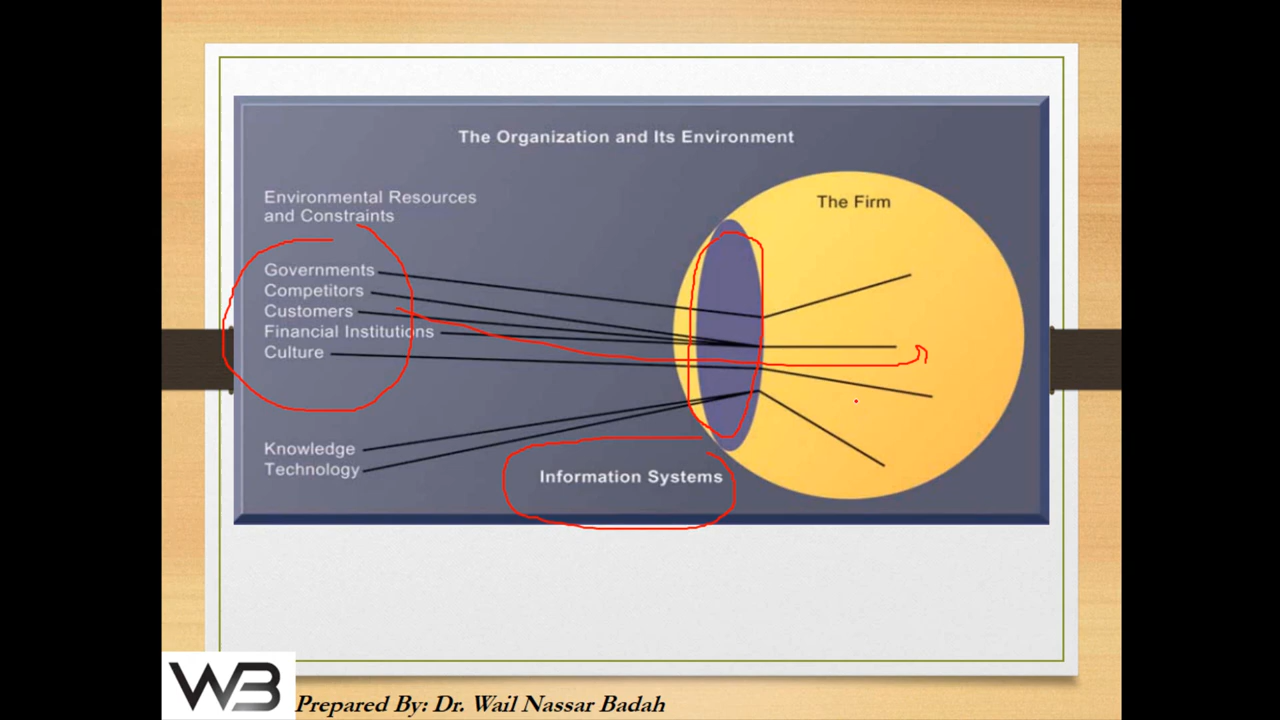 The Organization and Its Environment
Environmental Resources
and Constraints
The Firm
Governments
Competitors
Customers
Financial Institutions
Culture
Knowledge
Technology
Information Systems
WB
Prepared By: Dr. Wail Nassar Badah